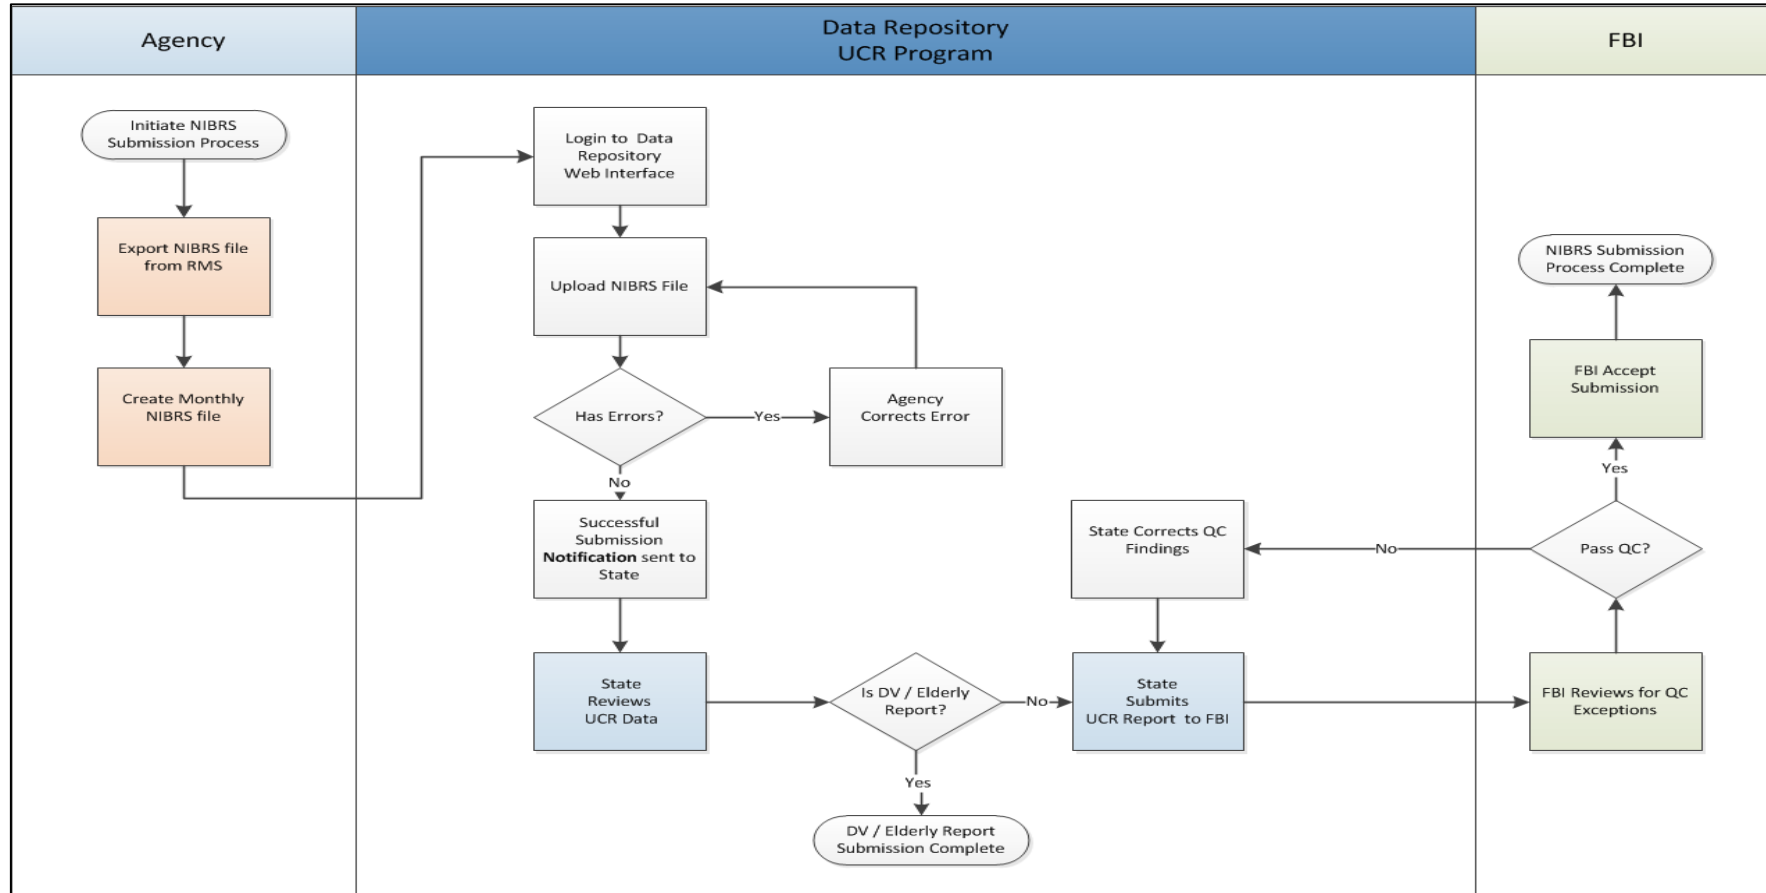 Agency
Data Repository
UCR Program
FBI
Initiate NIBRS
Submission Process
Export NIBRS file
from RMS
Create Monthly
NIBRS file
Login to Data
Repository
Web Interface
Upload NIBRS File
Has Errors?
Yes
Agency
Corrects Error
No
Successful
Submission
Notification sent to
State
State
Reviews
UCR Data
Is DV / Elderly
Report?
Yes
DV / Elderly Report
Submission Complete
No
State Corrects QC
Findings
State
Submits
UCR Report to FBI
NIBRS Submission
Process Complete
FBI Accept
Submission
Yes
Pass QC?
No
FBI Reviews for QC
Exceptions